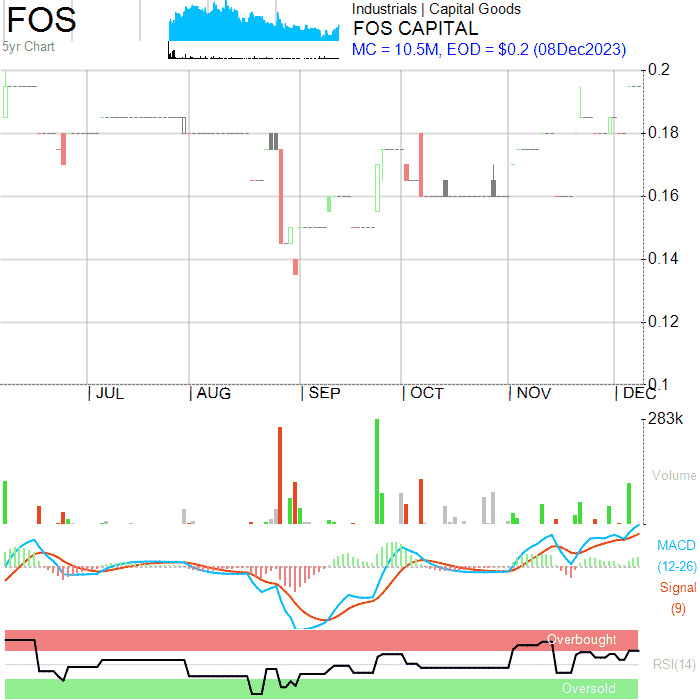 FOS
5yr Chart
Industrials | Capital Goods
FOS CAPITAL
MC = 10.5M, EOD = $0.2 (08Dec2023)
0.2
0.18
0.16
0.14
0.12
0.1
JUL
AUG
SEP
OCT
NOV
DEC
283k
Volume
MACD
(12-26)
Signal
(9)
Overbought
RSI(14)
Oversold